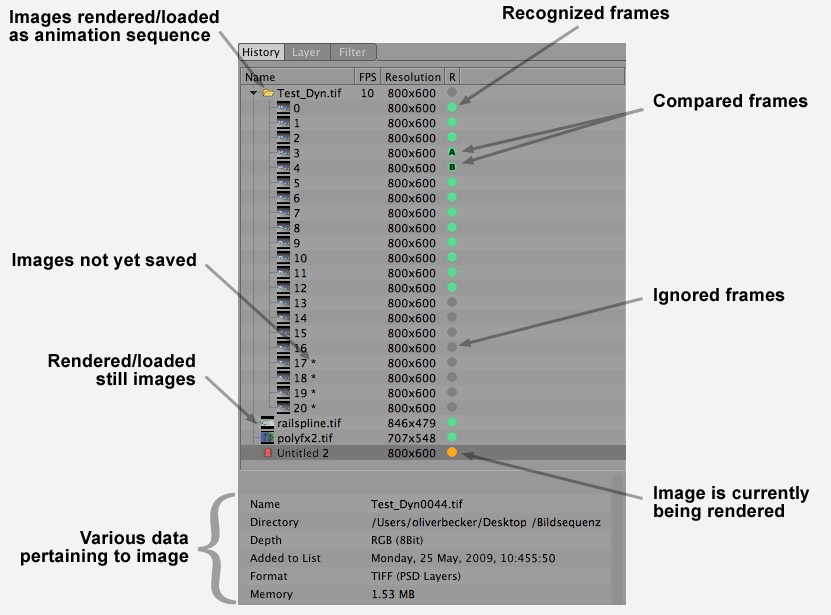 Images rendered/loaded
as animation sequence
Recognized frames
History Layer Filter
Name FPS Resolution R
Test_Dyn.tif 10 800x600
0 800x600
1 800x600
2 800x600
3 800x600 A
4 800x600 B
5 800x600
6 800x600
7 800x600
8 800x600
9 800x600
10 800x600
11 800x600
12 800x600
13 800x600
14 800x600
15 800x600
16 800x600
17 * 800x600
18 * 800x600
19 * 800x600
20 * 800x600
railspline.tif 846x479
polyfx2.tif 707x548
Untitled 2 800x600
Compared frames
Images not yet saved
Ignored frames
Rendered/loaded
still images
Image is currently
being rendered
Various data
pertaining to image
Name Test_Dyn0044.tif
Directory /Users/oliverbecker/Desktop /Bildsequenz
Depth RGB (8Bit)
Added to List Monday, 25 May, 2009, 10:455:50
Format TIFF (PSD Layers)
Memory 1.53 MB